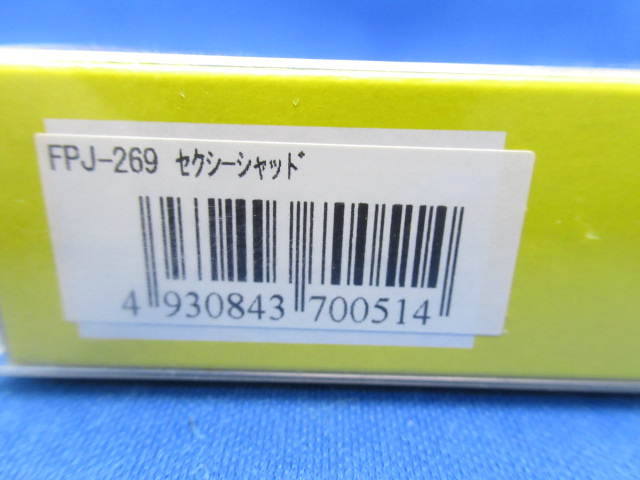 FPJ-269 ｾｸｼｰｼｬｯﾄﾞ
4 930843 700514